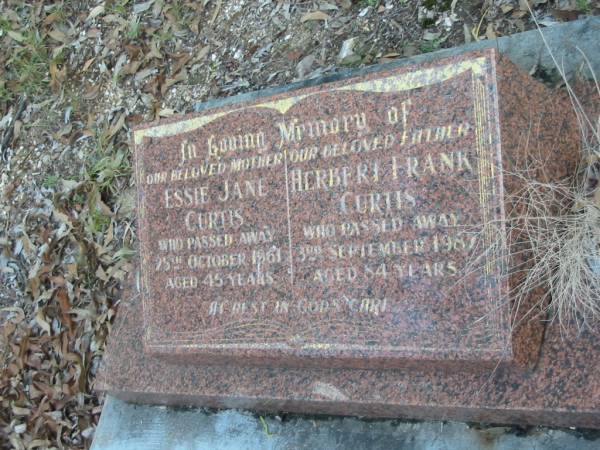 In Loving Memory of
OUR BELOVED MOTHER
ESSIE JANE
CURTIS
WHO PASSED AWAY
25TH OCTOBER 1961
AGED 45 YEARS
OUR BELOVED FATHER
HERBERT FRANK
CURTIS
WHO PASSED AWAY
3RD SEPTEMBER 1987
AGED 84 YEARS
AT REST IN GODS CARE